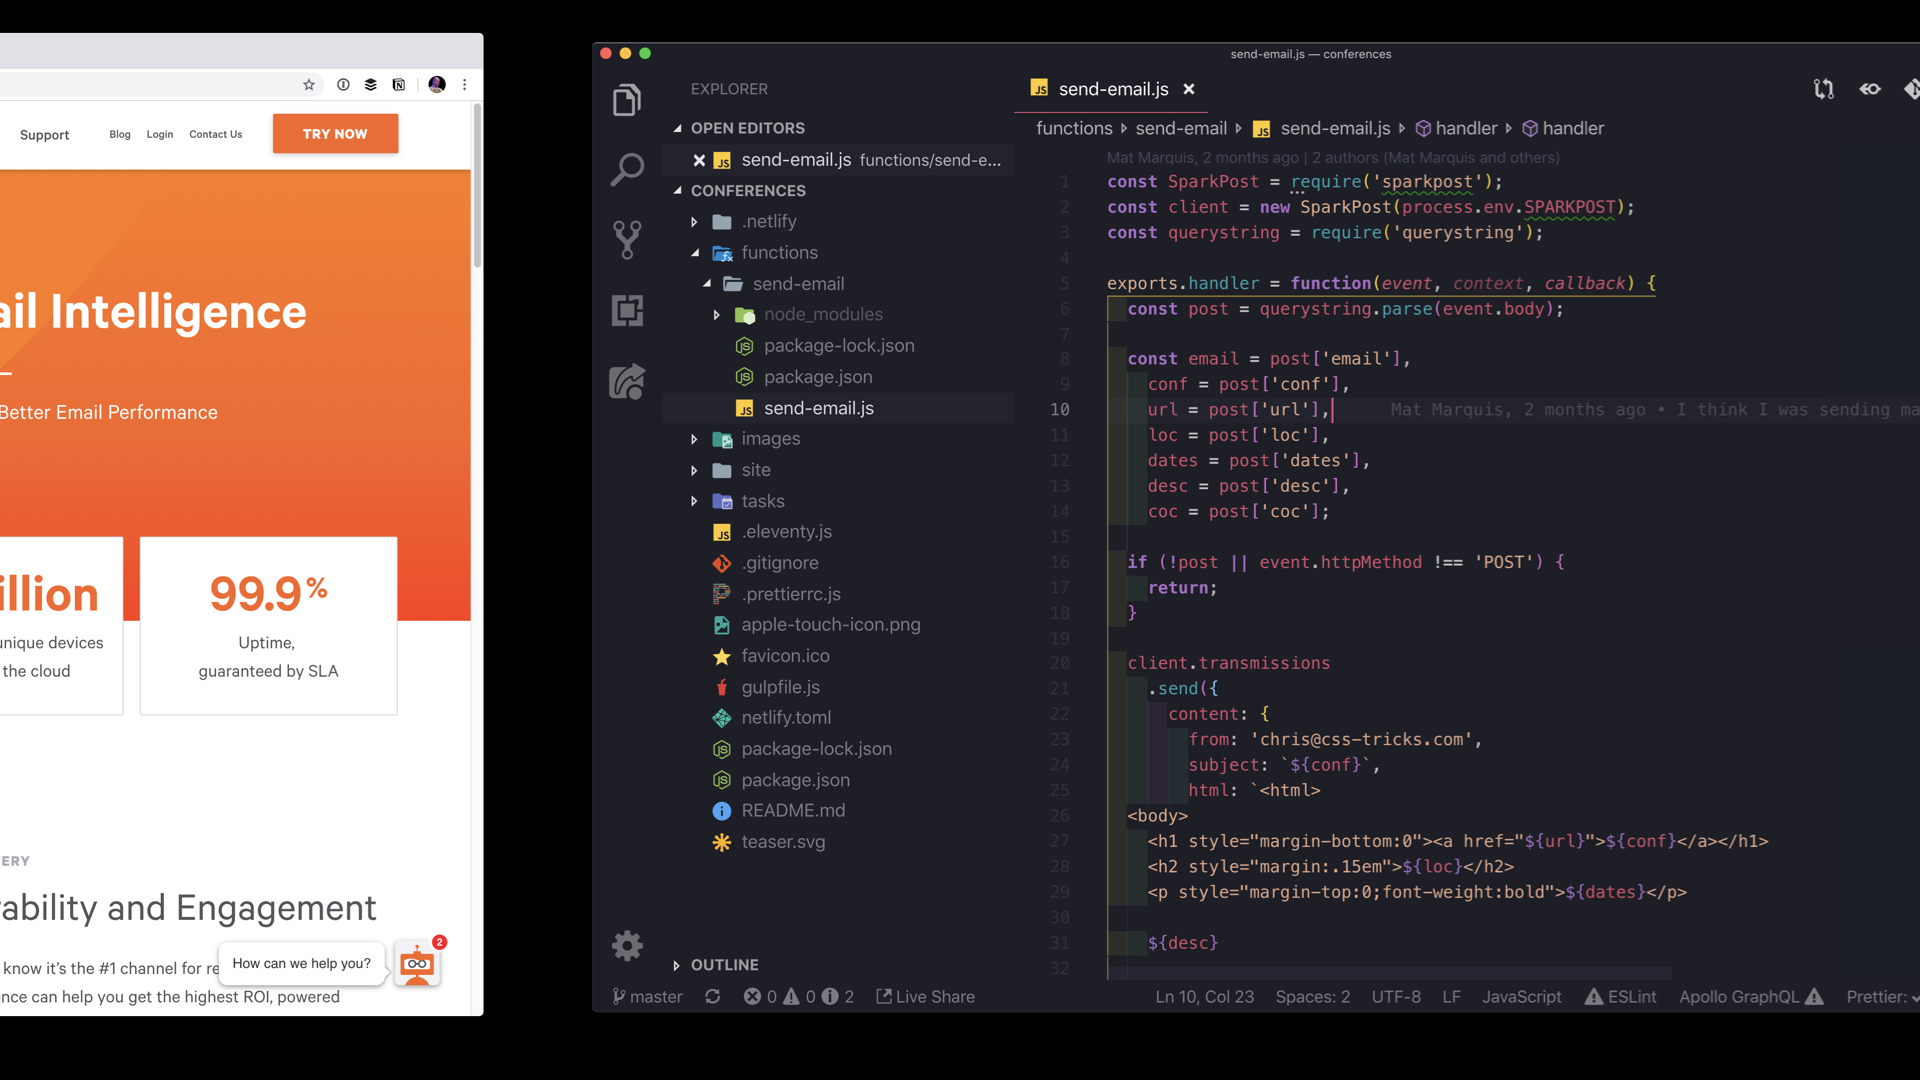 Support
Blog
Login
Contact Us
TRY NOW
ail Intelligence
Better Email Performance
illion
unique devices
the cloud
99.9%
Uptime,
guaranteed by SLA
ERY
rability and Engagement
know it’s the #1 channel for re
ence can help you get the highest ROI, powered
How can we help you?
2
send-email.js — conferences
EXPLORER
OPEN EDITORS
JS send-email.js functions/send-e...
CONFERENCES
.netlify
functions
send-email
node_modules
package-lock.json
package.json
JS send-email.js
images
site
tasks
JS .eleventy.js
.gitignore
.prettierrc.js
apple-touch-icon.png
favicon.ico
gulpfile.js
netlify.toml
package-lock.json
package.json
README.md
teaser.svg
OUTLINE
JS send-email.js
functions send-email JS send-email.js handler handler
Mat Marquis, 2 months ago | 2 authors (Mat Marquis and others)
1 const SparkPost = require('sparkpost');
2 const client = new SparkPost(process.env.SPARKPOST);
3 const querystring = require('querystring');
4
5 exports.handler = function(event, context, callback) {
6 const post = querystring.parse(event.body);
7
8 const email = post['email'],
9 conf = post['conf'],
10 url = post['url'], Mat Marquis, 2 months ago • I think I was sending ma
11 loc = post['loc'],
12 dates = post['dates'],
13 desc = post['desc'],
14 coc = post['coc'];
15
16 if (!post || event.httpMethod !== 'POST') {
17 return;
18 }
19
20 client.transmissions
21 .send({
22 content: {
23 from: 'chris@css-tricks.com',
24 subject: `${conf}`,
25 html: `<html>
26 <body>
27 <h1 style="margin-bottom:0"><a href="${url}">${conf}</a></h1>
28 <h2 style="margin:.15em">${loc}</h2>
29 <p style="margin-top:0;font-weight:bold">${dates}</p>
30
31 ${desc}
32
master 0 0 2 Live Share Ln 10, Col 23 Spaces: 2 UTF-8 LF JavaScript ESLint Apollo GraphQL Prettier: